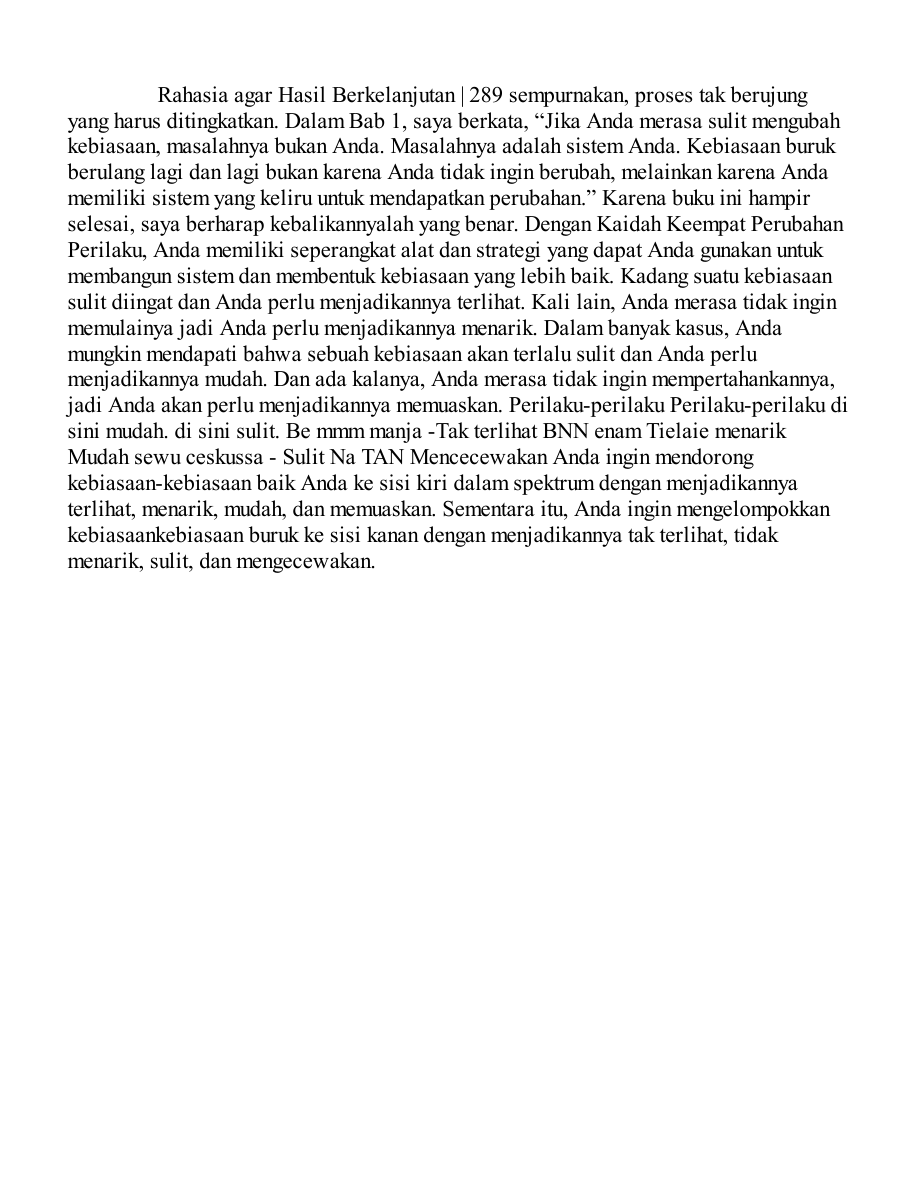 Rahasia agar Hasil Berkelanjutan | 289 sempurnakan, proses tak berujung
yang harus ditingkatkan. Dalam Bab 1, saya berkata, “Jika Anda merasa sulit mengubah
kebiasaan, masalahnya bukan Anda. Masalahnya adalah sistem Anda. Kebiasaan buruk
berulang lagi dan lagi bukan karena Anda tidak ingin berubah, melainkan karena Anda
memiliki sistem yang keliru untuk mendapatkan perubahan.” Karena buku ini hampir
selesai, saya berharap kebalikannyalah yang benar. Dengan Kaidah Keempat Perubahan
Perilaku, Anda memiliki seperangkat alat dan strategi yang dapat Anda gunakan untuk
membangun sistem dan membentuk kebiasaan yang lebih baik. Kadang suatu kebiasaan
sulit diingat dan Anda perlu menjadikannya terlihat. Kali lain, Anda merasa tidak ingin
memulainya jadi Anda perlu menjadikannya menarik. Dalam banyak kasus, Anda
mungkin mendapati bahwa sebuah kebiasaan akan terlalu sulit dan Anda perlu
menjadikannya mudah. Dan ada kalanya, Anda merasa tidak ingin mempertahankannya,
jadi Anda akan perlu menjadikannya memuaskan. Perilaku-perilaku Perilaku-perilaku di
sini mudah. di sini sulit. Be mmm manja -Tak terlihat BNN enam Tielaie menarik
Mudah sewu ceskussa - Sulit Na TAN Mencecewakan Anda ingin mendorong
kebiasaan-kebiasaan baik Anda ke sisi kiri dalam spektrum dengan menjadikannya
terlihat, menarik, mudah, dan memuaskan. Sementara itu, Anda ingin mengelompokkan
kebiasaankebiasaan buruk ke sisi kanan dengan menjadikannya tak terlihat, tidak
menarik, sulit, dan mengecewakan.